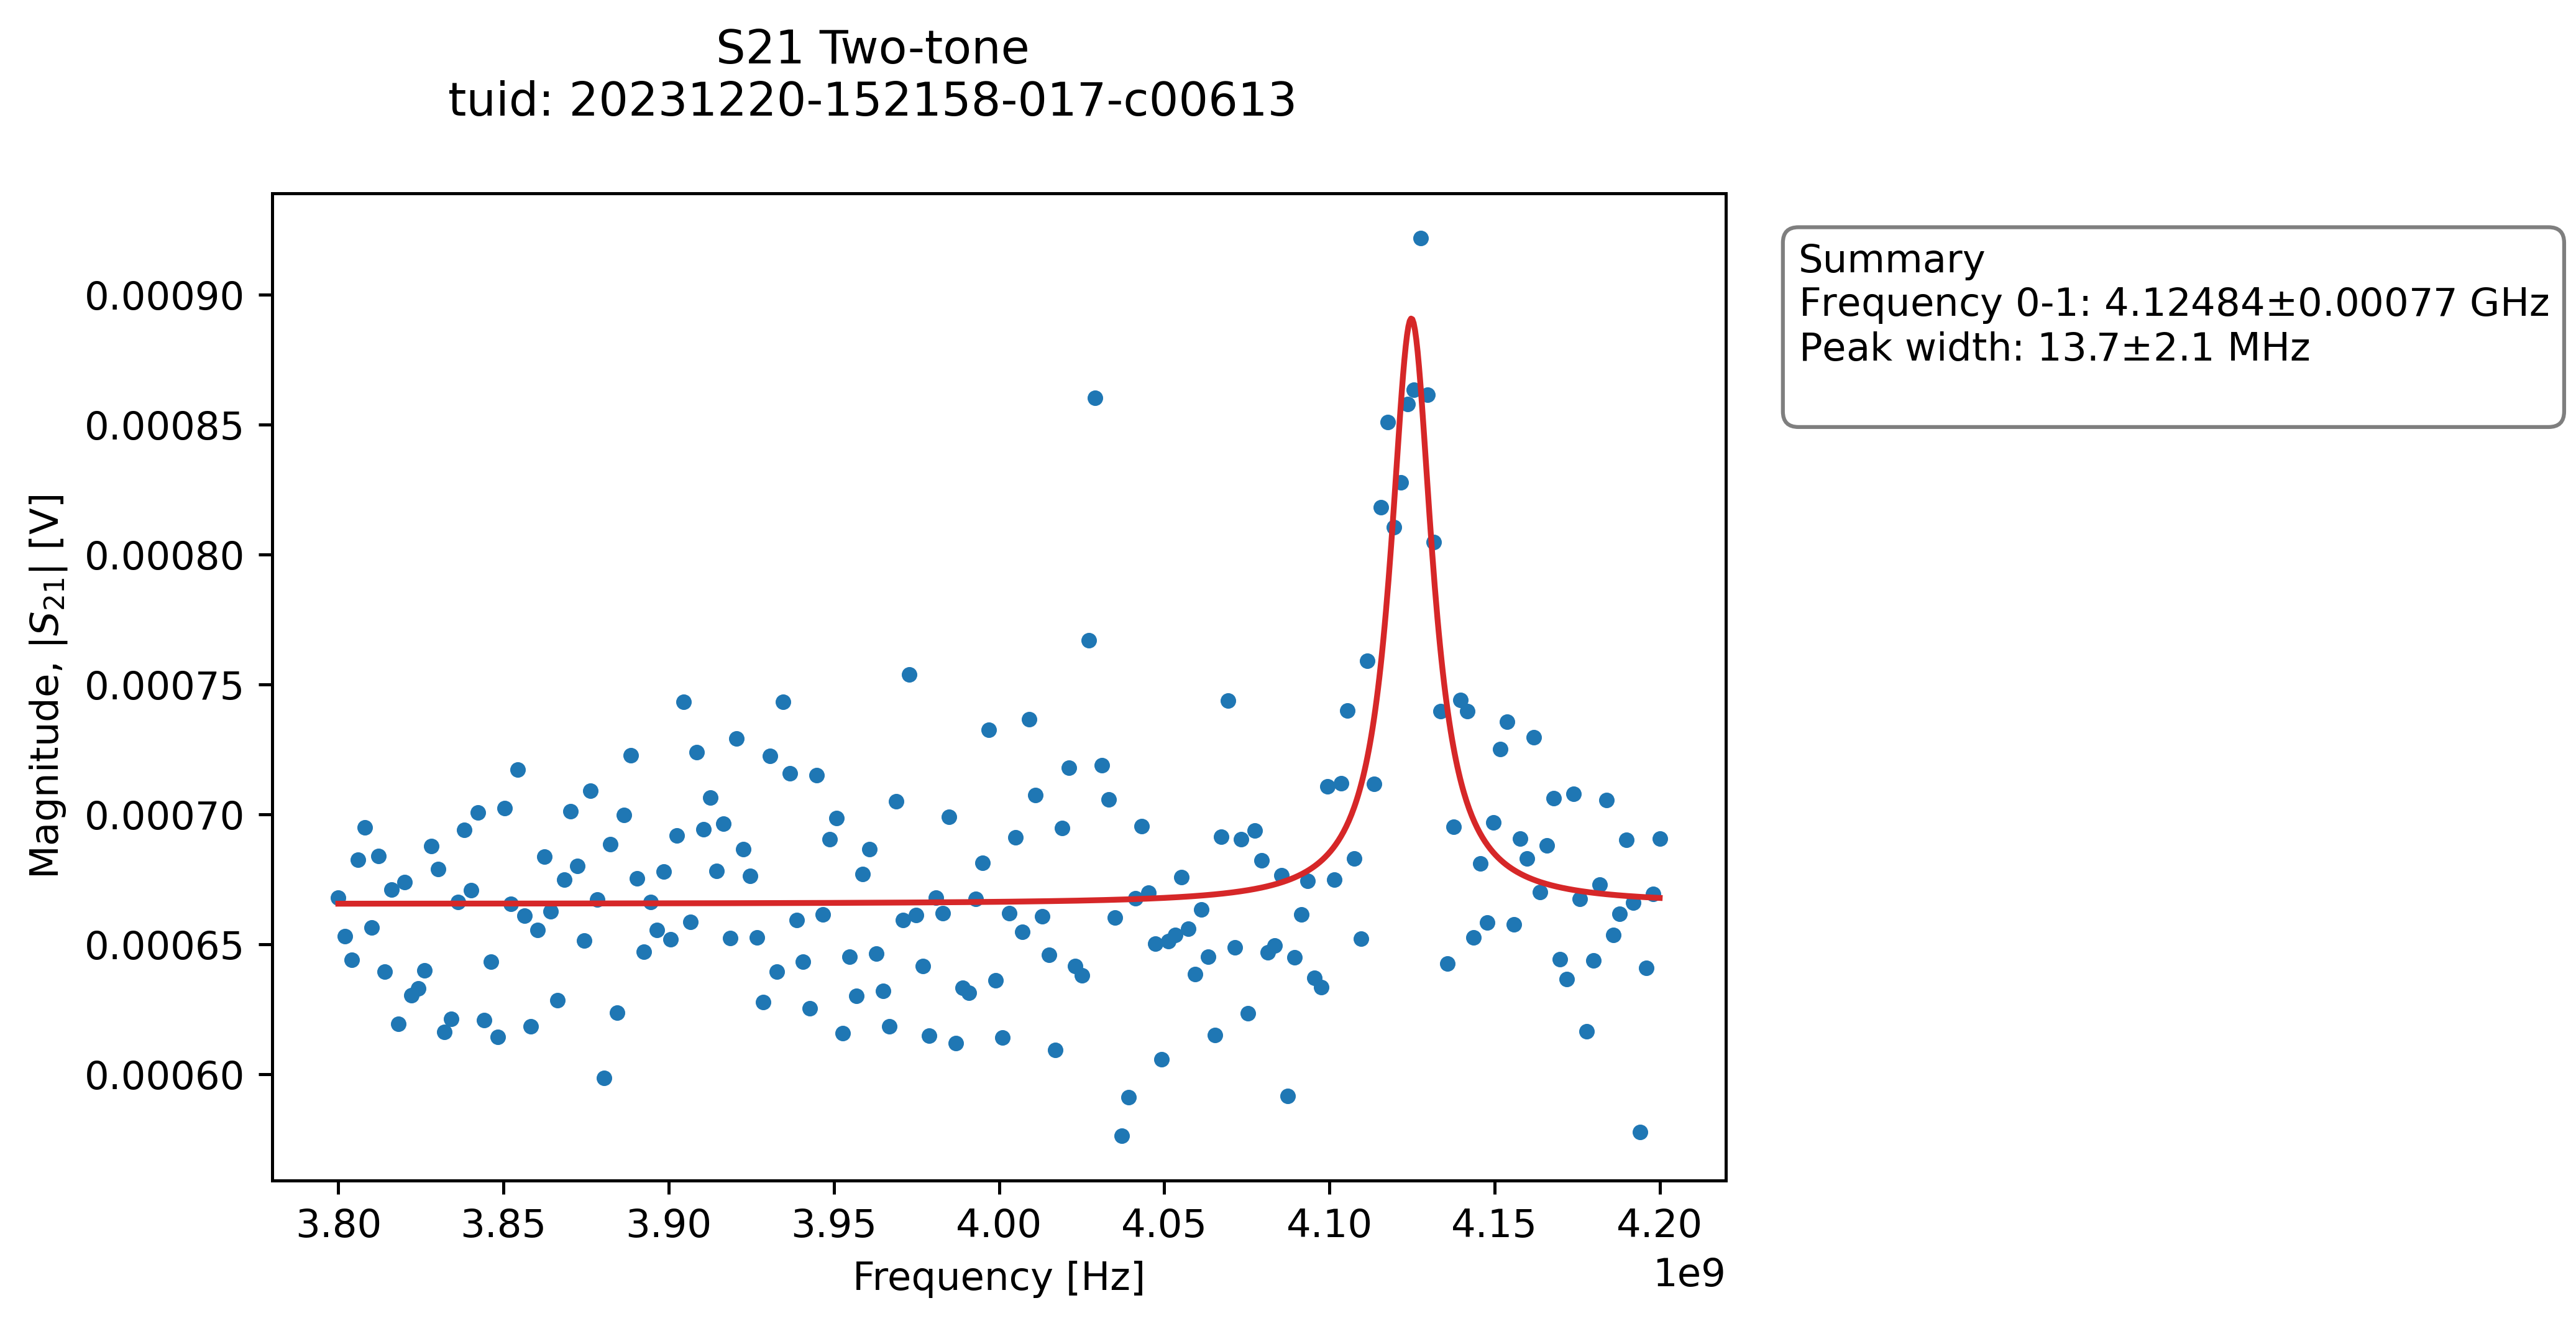 S21 Two-tone
tuid: 20231220-152158-017-c00613
Summary
Frequency 0-1: 4.12484±0.00077 GHz
Peak width: 13.7±2.1 MHz
Magnitude, |S21| [V]
0.00090
0.00085
0.00080
0.00075
0.00070
0.00065
0.00060
3.80 3.85 3.90 3.95 4.00 4.05 4.10 4.15 4.20
Frequency [Hz]
1e9